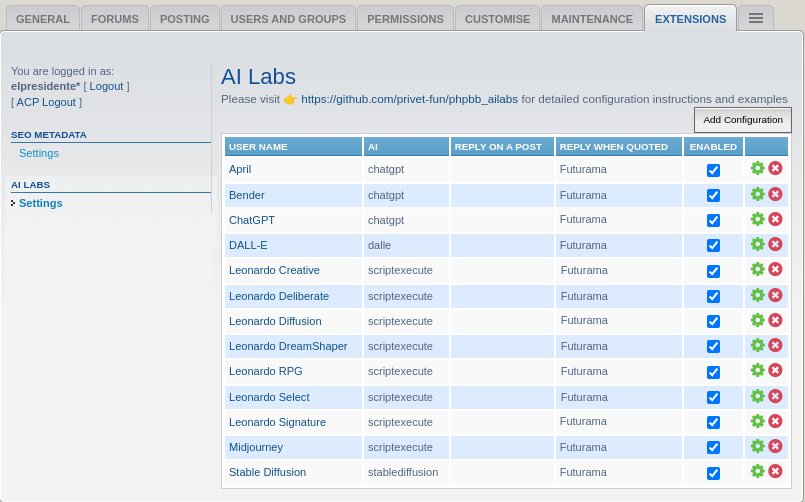 GENERAL FORUMS POSTING USERS AND GROUPS PERMISSIONS CUSTOMISE MAINTENANCE EXTENSIONS
You are logged in as:
elpresidente* [ Logout ]
[ ACP Logout ]
SEO METADATA
Settings
AI LABS
Settings
AI Labs
Please visit 👉 https://github.com/privet-fun/phpbb_ailabs for detailed configuration instructions and examples
Add Configuration
USER NAME AI REPLY ON A POST REPLY WHEN QUOTED ENABLED
April chatgpt Futurama
Bender chatgpt Futurama
ChatGPT chatgpt Futurama
DALL-E dalle Futurama
Leonardo Creative scriptexecute Futurama
Leonardo Deliberate scriptexecute Futurama
Leonardo Diffusion scriptexecute Futurama
Leonardo DreamShaper scriptexecute Futurama
Leonardo RPG scriptexecute Futurama
Leonardo Select scriptexecute Futurama
Leonardo Signature scriptexecute Futurama
Midjourney scriptexecute Futurama
Stable Diffusion stablediffusion Futurama